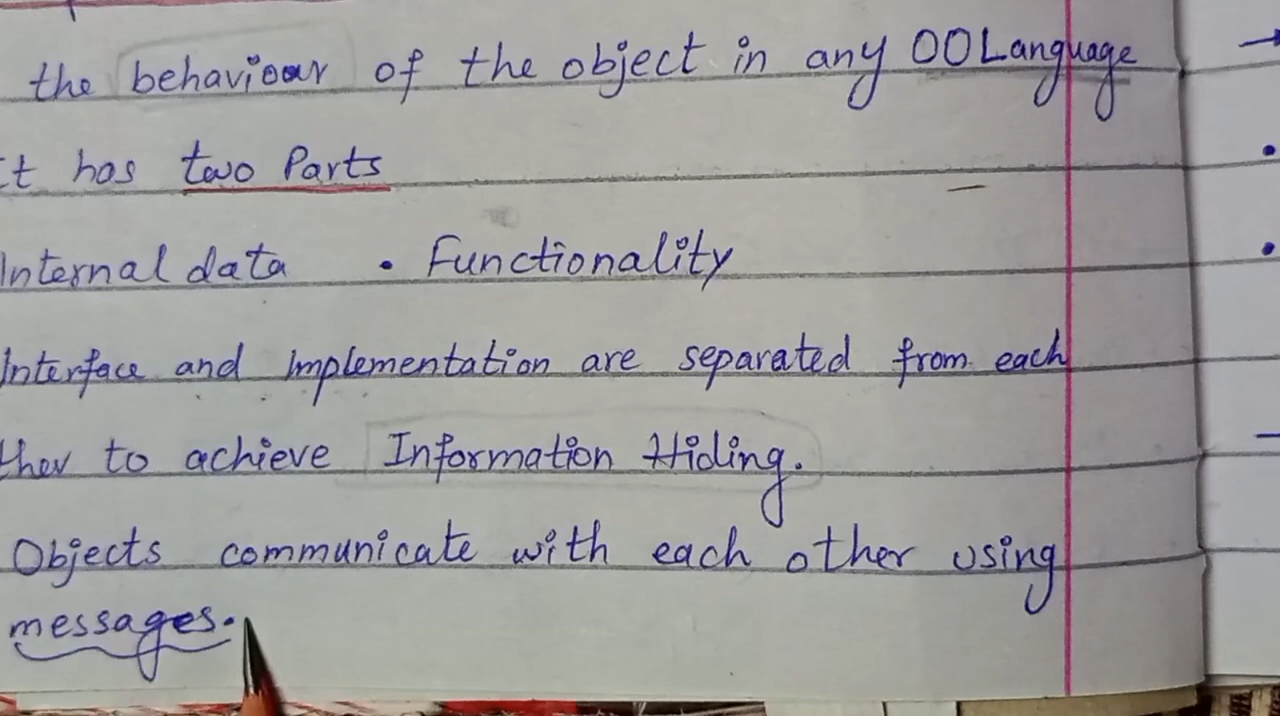 the behaviour of the object in any OOLanguage
It has two Parts
Internal data • Functionality
Interface and Implementation are separated from each
ther to achieve Information Hiding.
Objects communicate with each other using
messages.